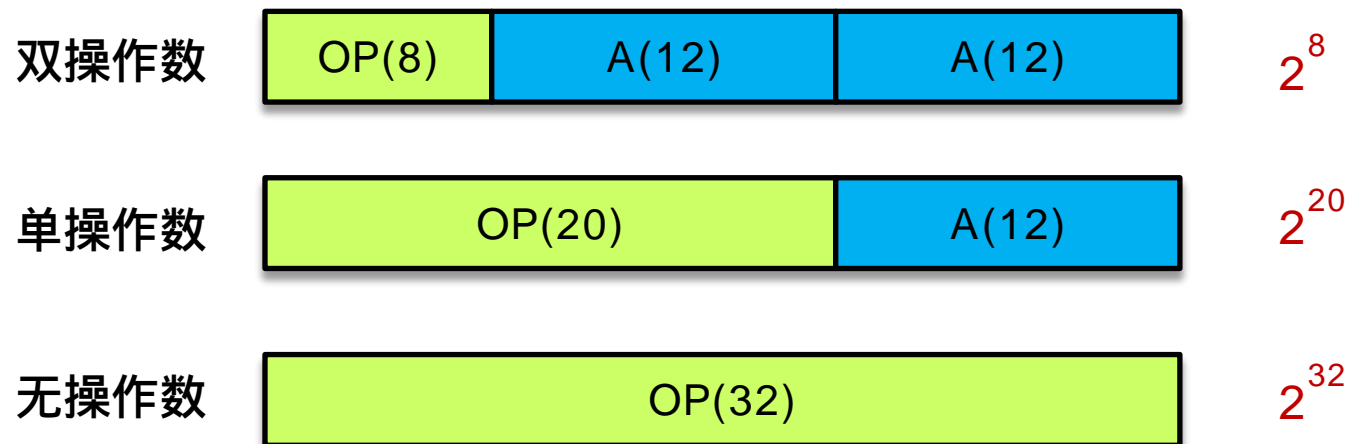 双操作数 OP(8) A(12) A(12) 2^8
单操作数 OP(20) A(12) 2^20
无操作数 OP(32) 2^32